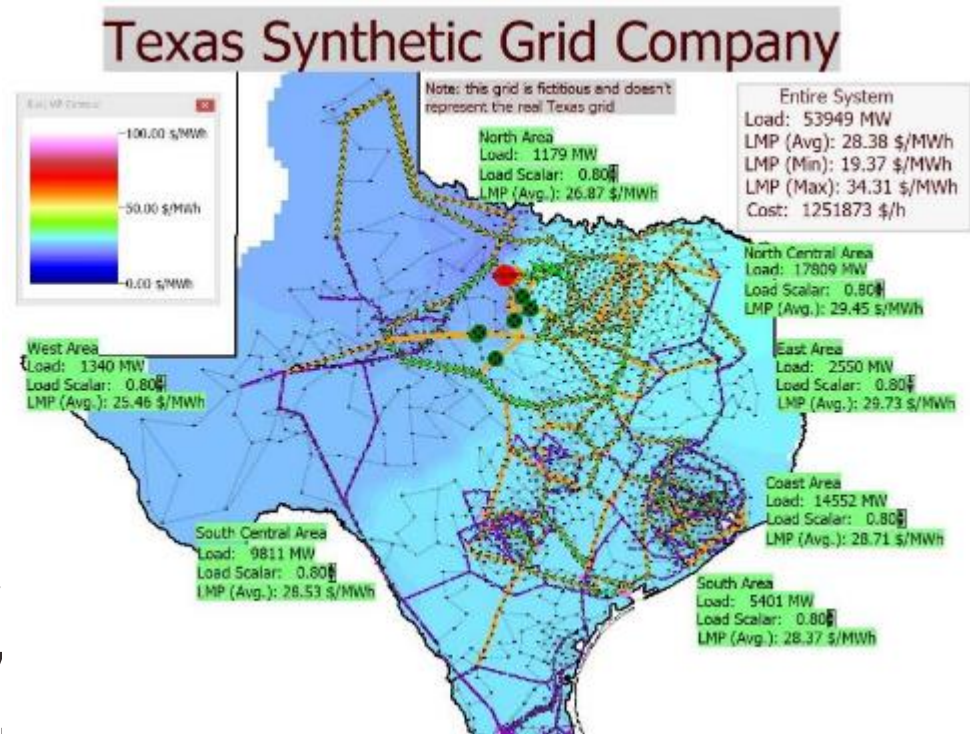 Texas Synthetic Grid Company
Note: this grid is fictitious and doesn't
represent the real Texas grid
Entire System
Load: 53949 MW
LMP (Avg): 28.38 $/MWh
LMP (Min): 19.37 $/MWh
LMP (Max): 34.31 $/MWh
Cost: 1251873 $/h
100.00 $/MWh
50.00 $/MWh
0.00 $/MWh
North Area
Load: 1179 MW
Load Scalar: 0.80
LMP (Avg.): 26.87 $/MWh
North Central Area
Load: 17809 MW
Load Scalar: 0.80
LMP (Avg.): 29.45 $/MWh
West Area
Load: 1340 MW
Load Scalar: 0.80
LMP (Avg.): 25.46 $/MWh
East Area
Load: 2550 MW
Load Scalar: 0.80
LMP (Avg.): 29.73 $/MWh
Coast Area
Load: 14552 MW
Load Scalar: 0.80
LMP (Avg.): 28.71 $/MWh
South Central Area
Load: 9811 MW
Load Scalar: 0.80
LMP (Avg.): 28.53 $/MWh
South Area
Load: 5401 MW
Load Scalar: 0.80
LMP (Avg.): 28.37 $/MWh